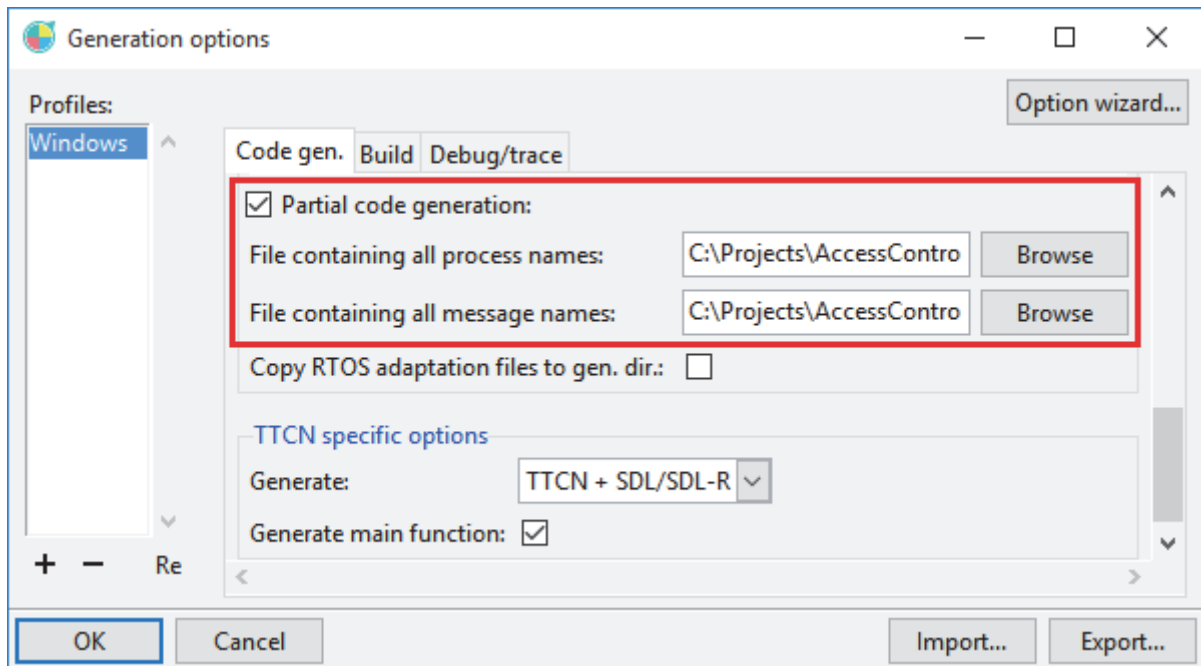 Generation options
Profiles:
Option wizard...
Windows
Code gen. Build Debug/trace
Partial code generation:
File containing all process names: C:\Projects\AccessContro Browse
File containing all message names: C:\Projects\AccessContro Browse
Copy RTOS adaptation files to gen. dir.:
TTCN specific options
Generate: TTCN + SDL/SDL-R
Generate main function:
+ − Re
OK Cancel Import... Export...